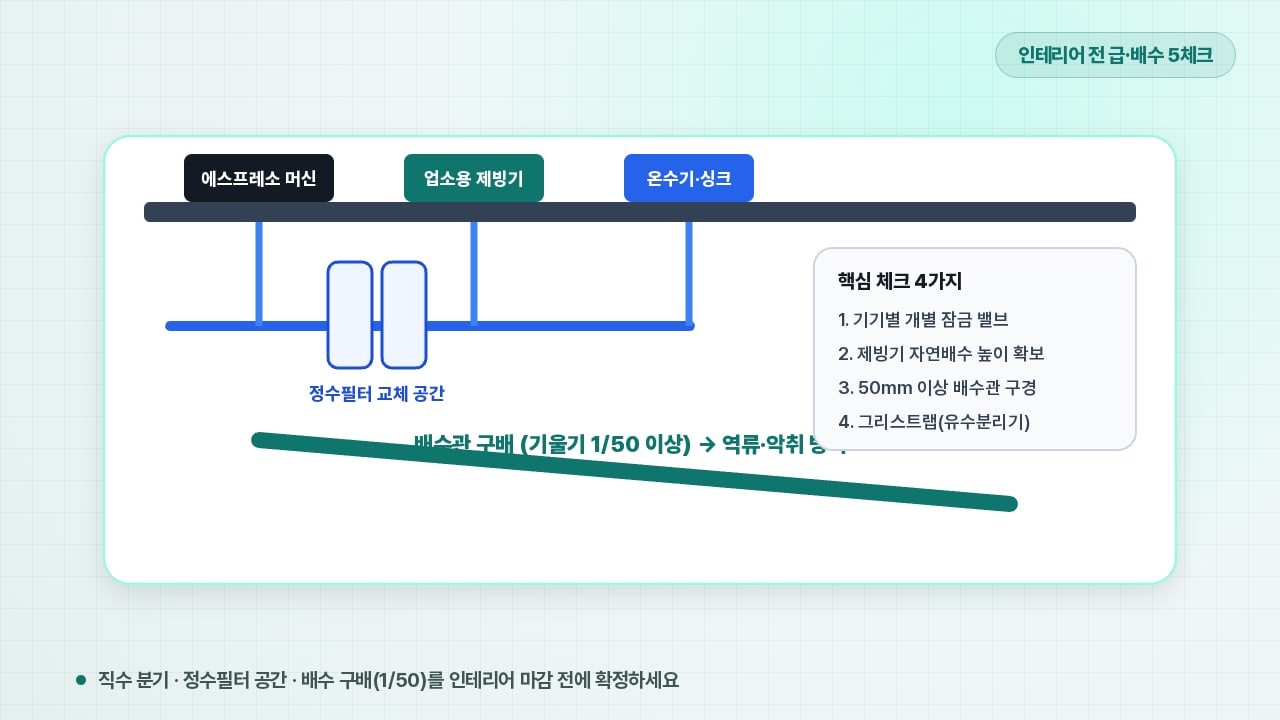 인테리어 전 급·배수 5체크
에스프레소 머신
업소용 제빙기
온수기·싱크
핵심 체크 4가지
1. 기기별 개별 잠금 밸브
2. 제빙기 자연배수 높이 확보
3. 50mm 이상 배수관 구경
4. 그리스트랩(유수분리기)
정수필터 교체 공간
배수관 구배 (기울기 1/50 이상) → 역류·악취
직수 분기 · 정수필터 공간 · 배수 구배(1/50)를 인테리어 마감 전에 확정하세요